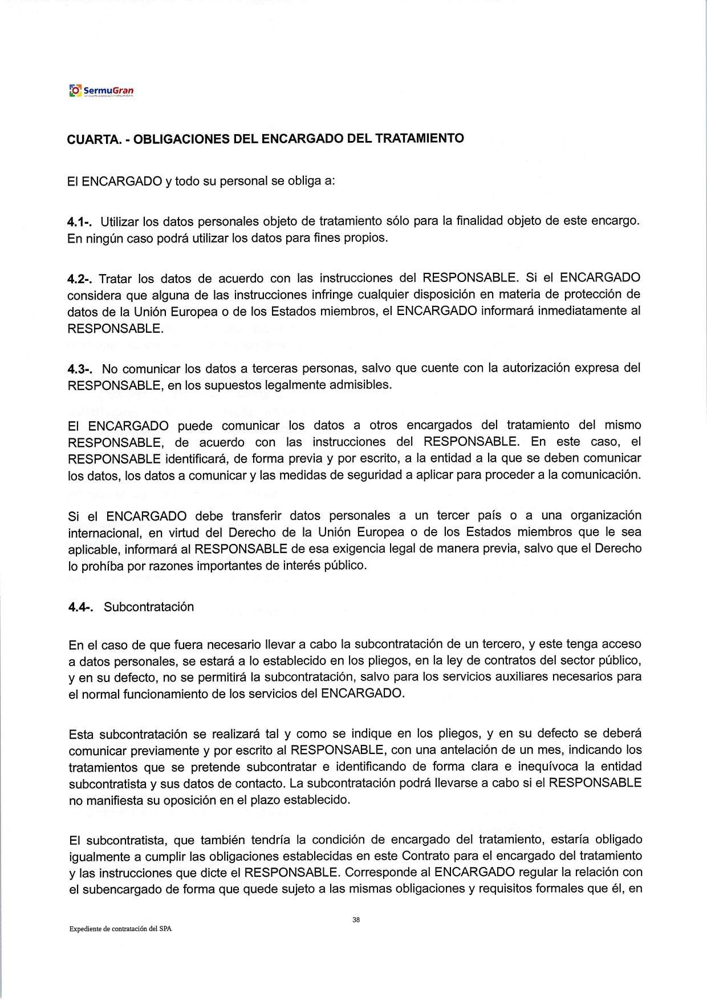 SermuGran
CUARTA. - OBLIGACIONES DEL ENCARGADO DEL TRATAMIENTO
El ENCARGADO y todo su personal se obliga a:
4.1-. Utilizar los datos personales objeto de tratamiento sólo para la finalidad objeto de este encargo.
En ningún caso podrá utilizar los datos para fines propios.
4.2-. Tratar los datos de acuerdo con las instrucciones del RESPONSABLE. Si el ENCARGADO
considera que alguna de las instrucciones infringe cualquier disposición en materia de protección de
datos de la Unión Europea o de los Estados miembros, el ENCARGADO informará inmediatamente al
RESPONSABLE.
4.3-. No comunicar los datos a terceras personas, salvo que cuente con la autorización expresa del
RESPONSABLE, en los supuestos legalmente admisibles.
El ENCARGADO puede comunicar los datos a otros encargados del tratamiento del mismo
RESPONSABLE, de acuerdo con las instrucciones del RESPONSABLE. En este caso, el
RESPONSABLE identificará, de forma previa y por escrito, a la entidad a la que se deben comunicar
los datos, los datos a comunicar y las medidas de seguridad a aplicar para proceder a la comunicación.
Si el ENCARGADO debe transferir datos personales a un tercer país o a una organización
internacional, en virtud del Derecho de la Unión Europea o de los Estados miembros que le sea
aplicable, informará al RESPONSABLE de esa exigencia legal de manera previa, salvo que el Derecho
lo prohíba por razones importantes de interés público.
4.4-. Subcontratación
En el caso de que fuera necesario llevar a cabo la subcontratación de un tercero, y este tenga acceso
a datos personales, se estará a lo establecido en los pliegos, en la ley de contratos del sector público,
y en su defecto, no se permitirá la subcontratación, salvo para los servicios auxiliares necesarios para
el normal funcionamiento de los servicios del ENCARGADO.
Esta subcontratación se realizará tal y como se indique en los pliegos, y en su defecto se deberá
comunicar previamente y por escrito al RESPONSABLE, con una antelación de un mes, indicando los
tratamientos que se pretende subcontratar e identificando de forma clara e inequívoca la entidad
subcontratista y sus datos de contacto. La subcontratación podrá llevarse a cabo si el RESPONSABLE
no manifiesta su oposición en el plazo establecido.
El subcontratista, que también tendría la condición de encargado del tratamiento, estaría obligado
igualmente a cumplir las obligaciones establecidas en este Contrato para el encargado del tratamiento
y las instrucciones que dicte el RESPONSABLE. Corresponde al ENCARGADO regular la relación con
el subencargado de forma que quede sujeto a las mismas obligaciones y requisitos formales que él, en
38
Expediente de contratación del SPA